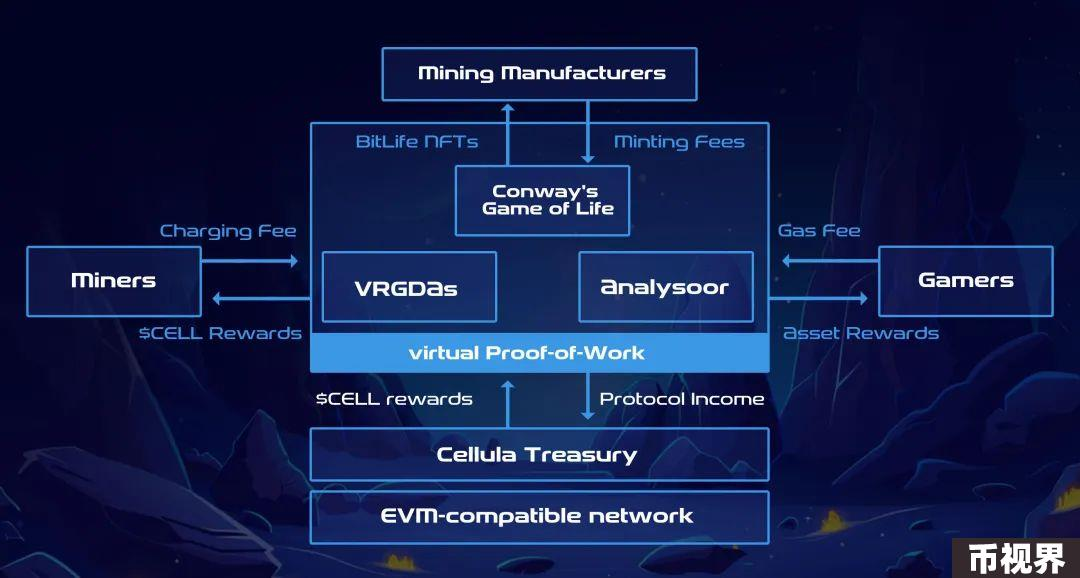 Mining Manufacturers
BitLife NFTs
Minting Fees
Conway's
Game of Life
Charging Fee
Gas Fee
Miners
VRGDAs
Analysoor
Gamers
$CELL Rewards
Asset Rewards
virtual Proof-of-Work
$CELL rewards
Protocol Income
Cellula Treasury
EVM-compatible network
币视界